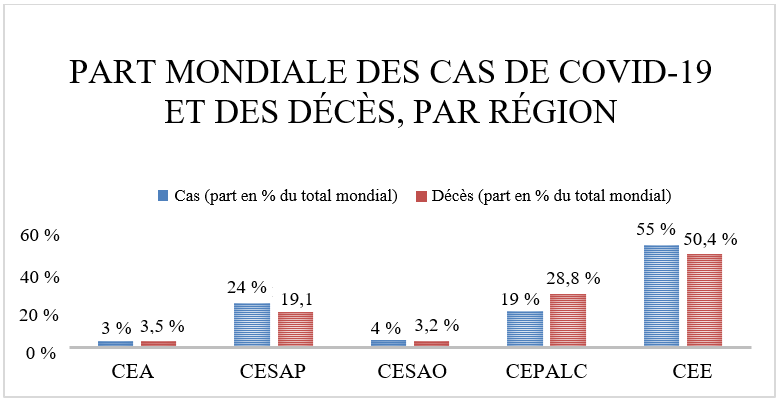 PART MONDIALE DES CAS DE COVID-19
ET DES DÉCÈS, PAR RÉGION
Cas (part en % du total mondial) Décès (part en % du total mondial)
60 %
40 %
20 %
0 %
3 % 3,5 %
24 % 19,1
4 % 3,2 %
19 % 28,8 %
55 % 50,4 %
CEA CESAP CESAO CEPALC CEE